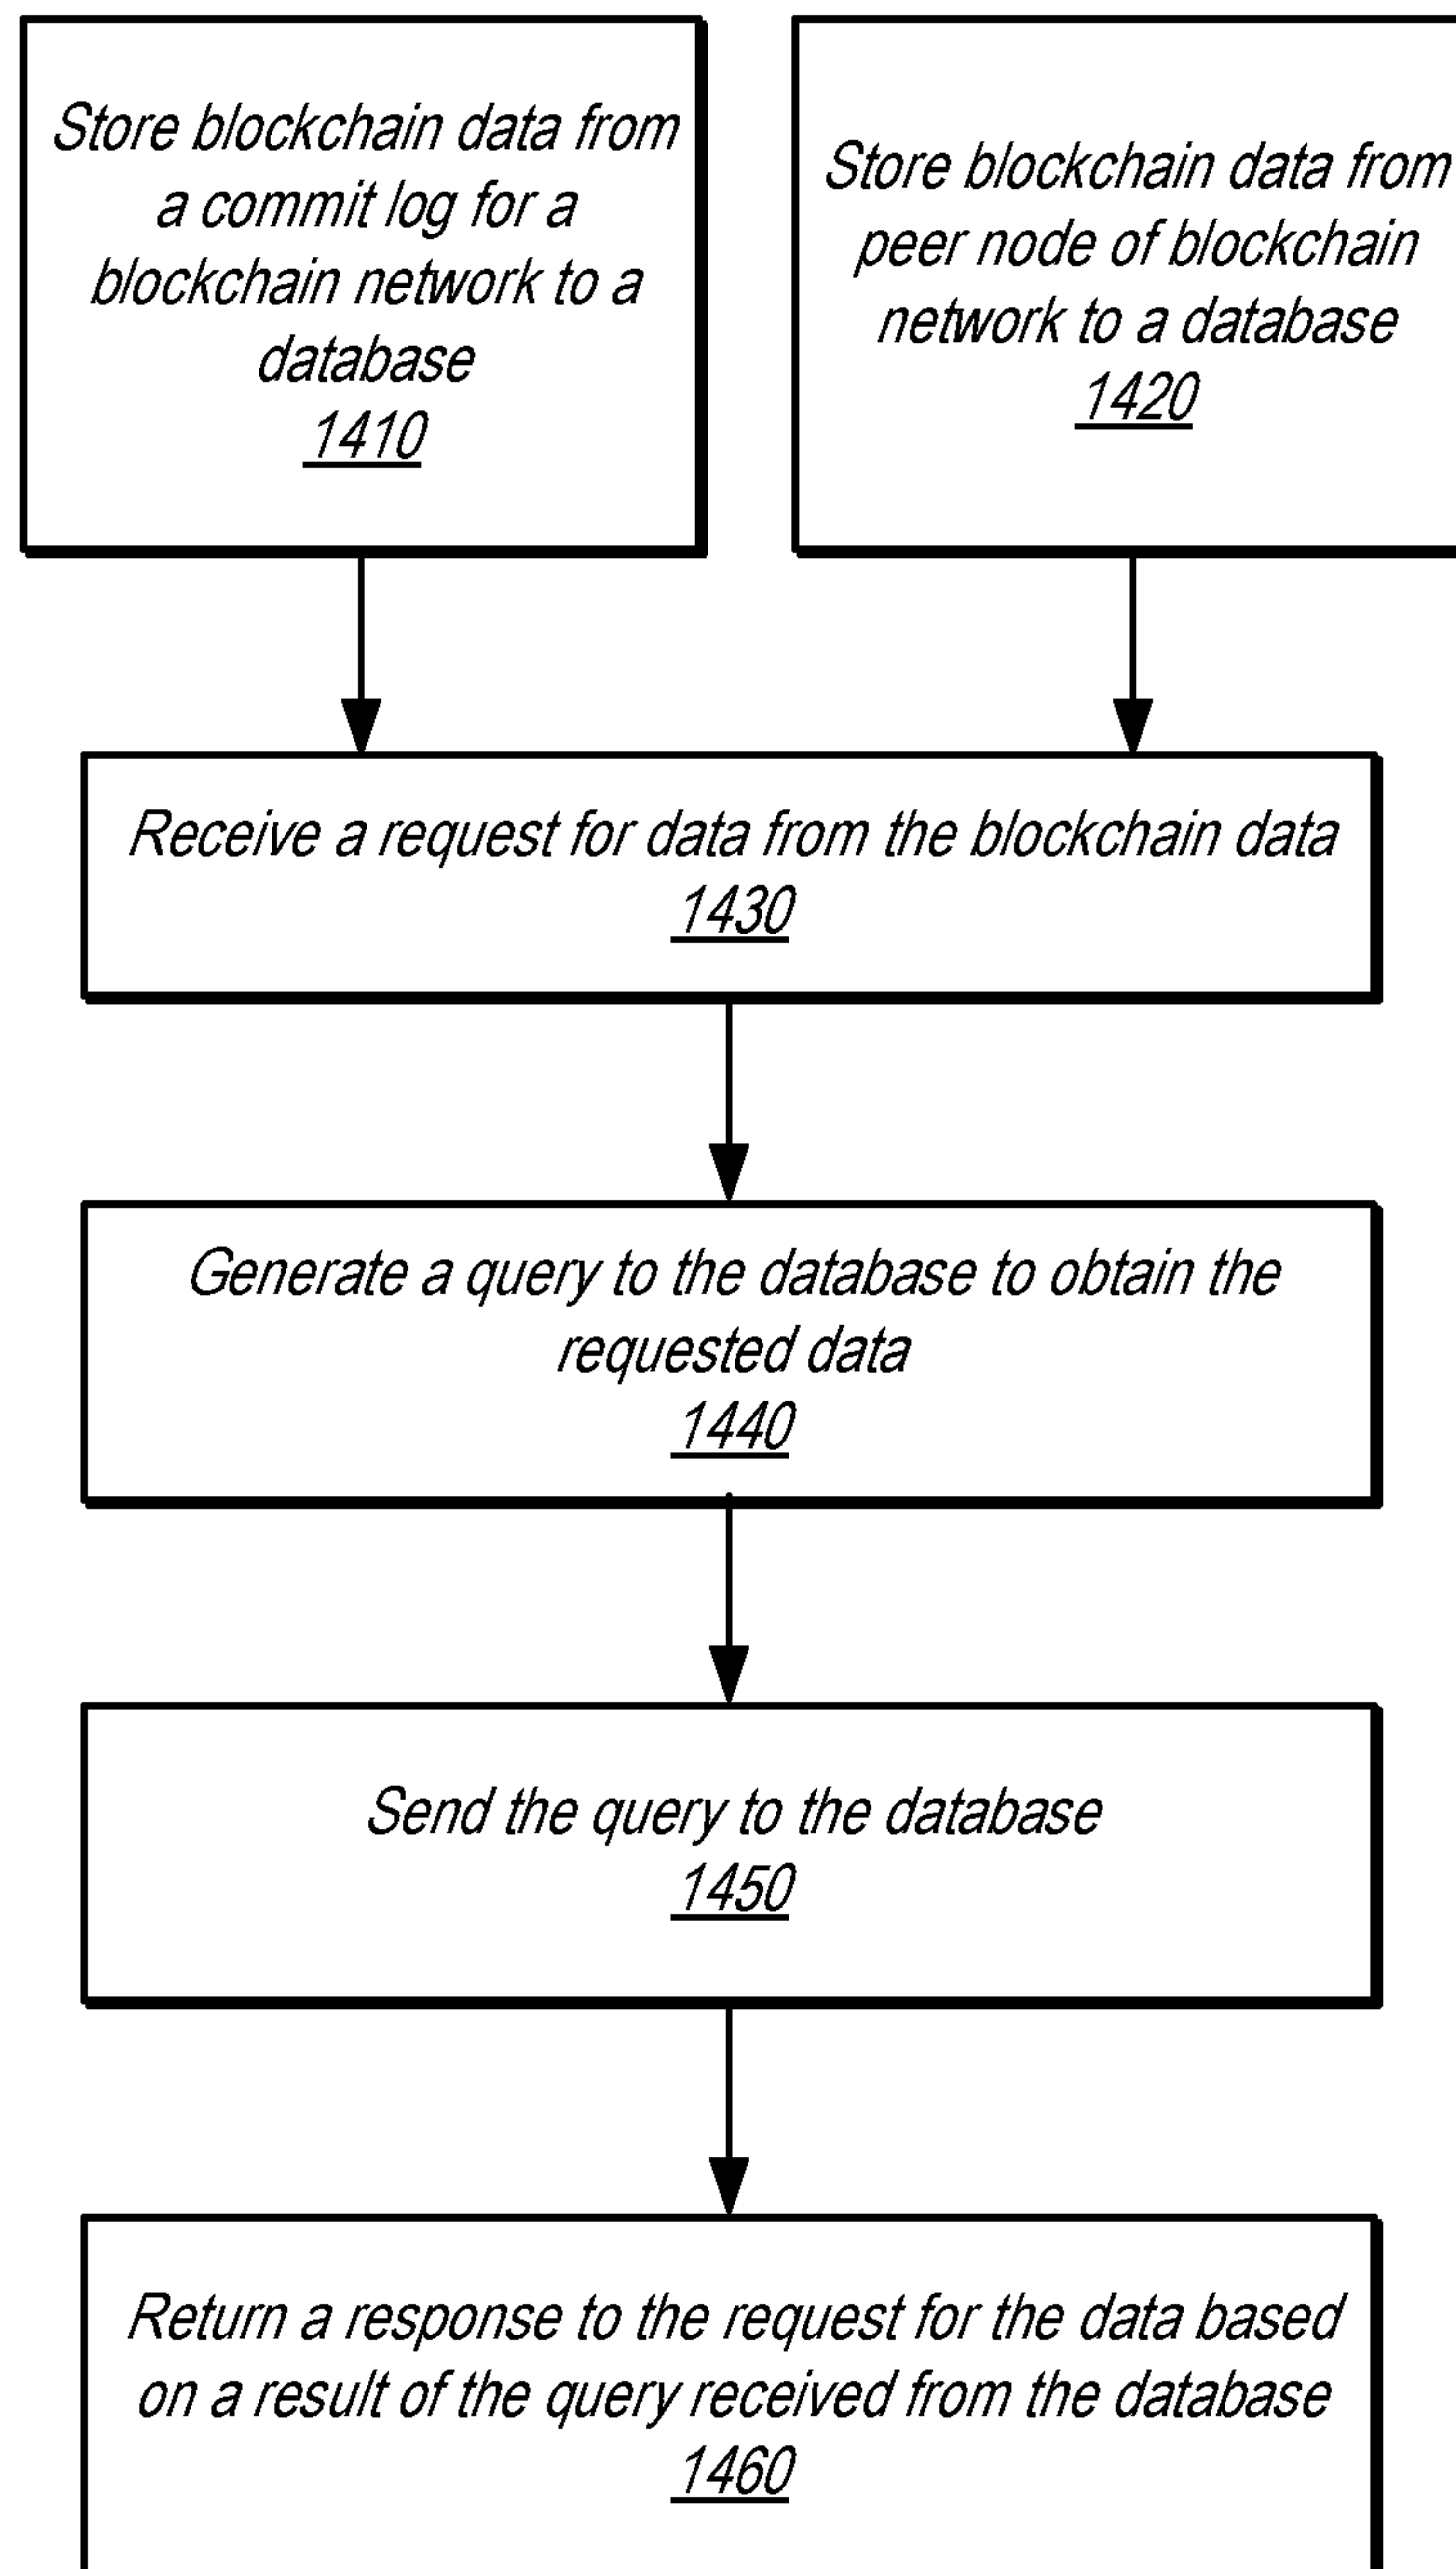 Store blockchain data from
a commit log for a
blockchain network to a
database
1410
Store blockchain data from
peer node of blockchain
network to a database
1420
Receive a request for data from the blockchain data
1430
Generate a query to the database to obtain the
requested data
1440
Send the query to the database
1450
Return a response to the request for the data based
on a result of the query received from the database
1460